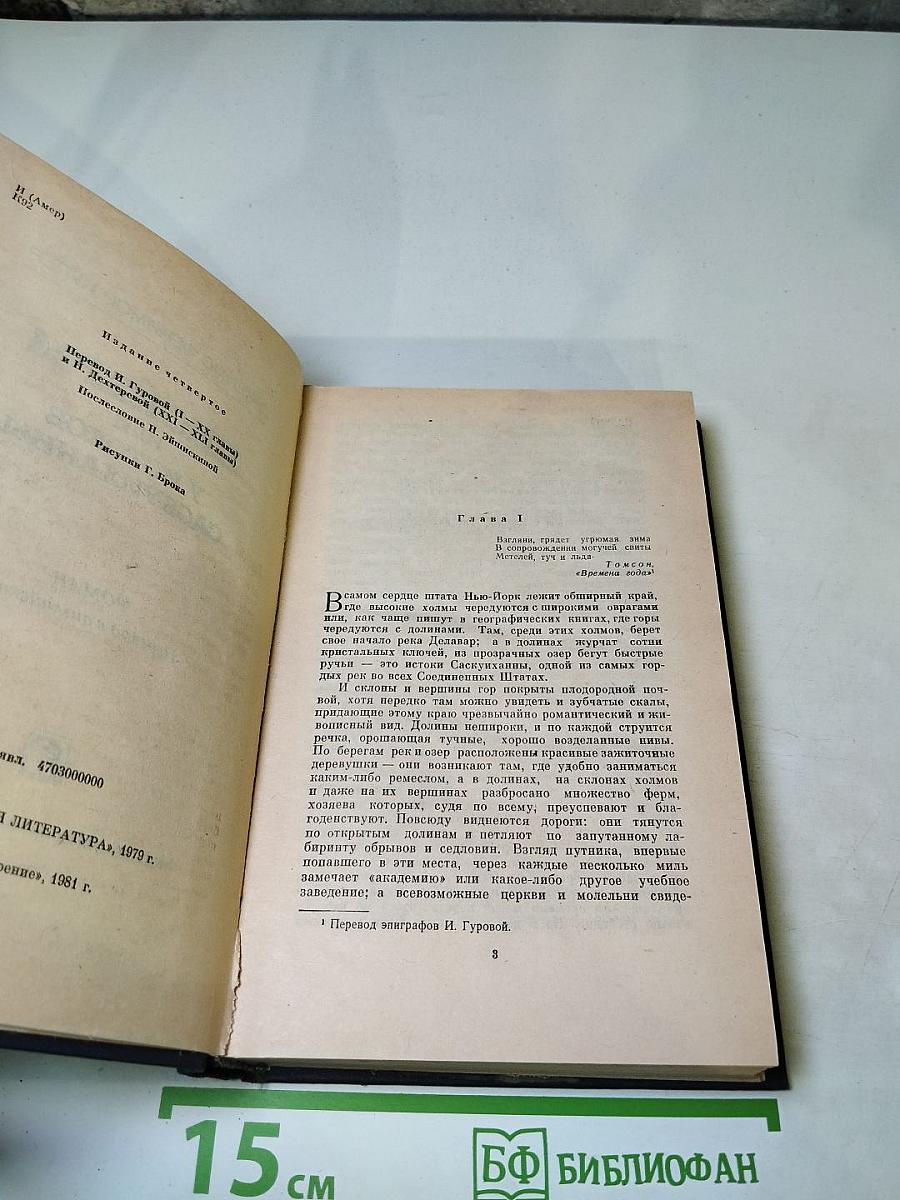 И (Амер)
К92
Издание четвертое
Перевод И. Гуровой (I — XX главы)
и Н. Дехтеревой (XXI — XLI главы)
Послесловие Н. Эйшискиной
Рисунки Г. Брока
явл. 4703000000
ЛИТЕРАТУРА», 1979 г.
1981 г.
Глава I
Взгляни, грядет угрюмая зима
В сопровождении могучей свиты
Метелей, туч и льда.
Томсон,
«Времена года»¹
В самом сердце штата Нью-Йорк лежит обширный край,
где высокие холмы чередуются с широкими оврагами
или, как чаще пишут в географических книгах, где горы
чередуются с долинами. Там, среди этих холмов, берет
свое начало река Делавар; а в долинах журчат сотни
кристальных ключей, из прозрачных озер бегут быстрые
ручьи — это истоки Саскуиханны, одной из самых гор-
дых рек во всех Соединенных Штатах.
И склоны и вершины гор покрыты плодородной поч-
вой, хотя нередко там можно увидеть и зубчатые скалы,
придающие этому краю чрезвычайно романтический и жи-
вописный вид. Долины нешироки, и по каждой струится
речка, орошающая тучные, хорошо возделанные нивы.
По берегам рек и озер расположены красивые зажиточные
деревушки — они возникают там, где удобно заниматься
каким-либо ремеслом, а в долинах, на склонах холмов
и даже на их вершинах разбросано множество ферм,
хозяева которых, судя по всему, преуспевают и бла-
годенствуют. Повсюду виднеются дороги: они тянутся
по открытым долинам и петляют по запутанному ла-
биринту обрывов и седловин. Взгляд путника, впервые
попавшего в эти места, через каждые несколько миль
замечает «академию» или какое-либо другое учебное
заведение; а всевозможные церкви и молельни свиде-
¹ Перевод эпиграфов И. Гуровой.
3
15 см
БФ БИБЛИОФАН